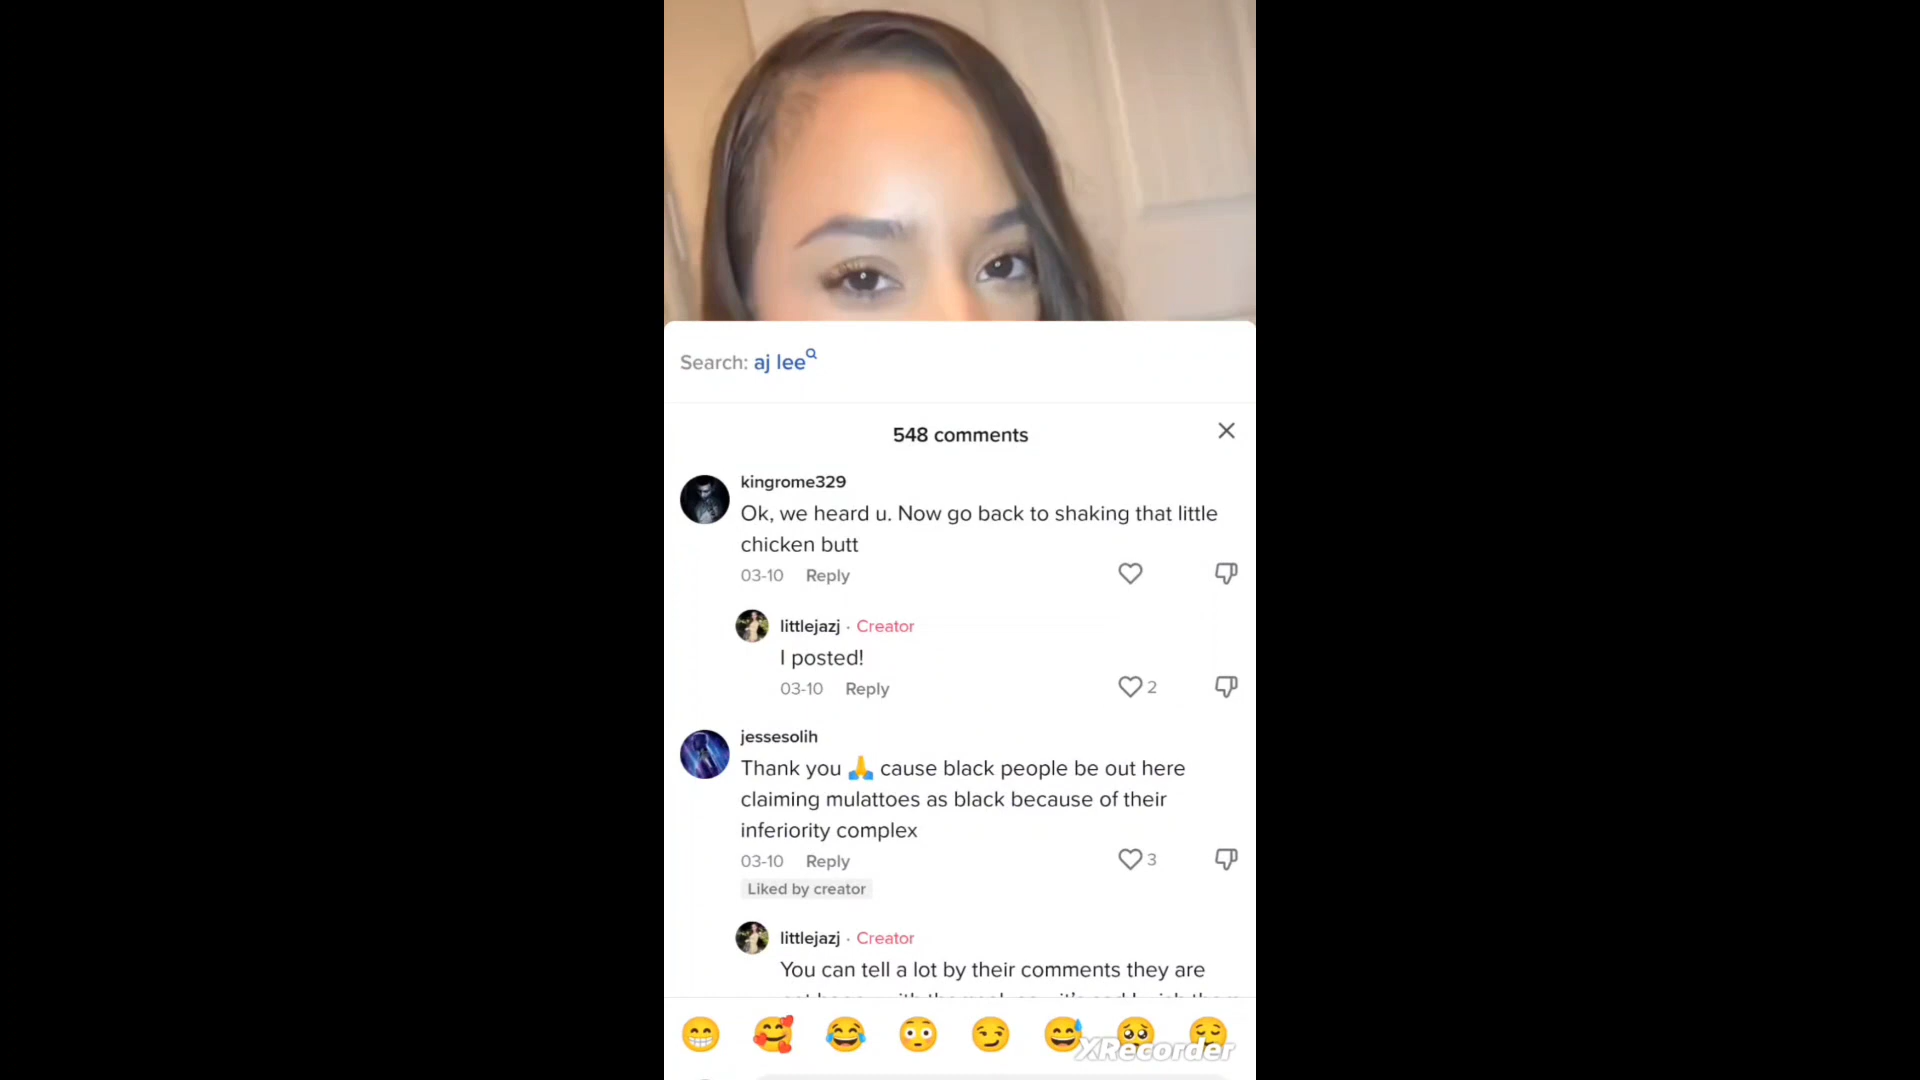 Search: aj lee
548 comments
kingrome329
Ok, we heard u. Now go back to shaking that little
chicken butt
03-10 Reply
littlejazj · Creator
I posted!
03-10 Reply 2
jessesolih
Thank you 🙏 cause black people be out here
claiming mulattoes as black because of their
inferiority complex
03-10 Reply 3
Liked by creator
littlejazj · Creator
You can tell a lot by their comments they are
XRecorder